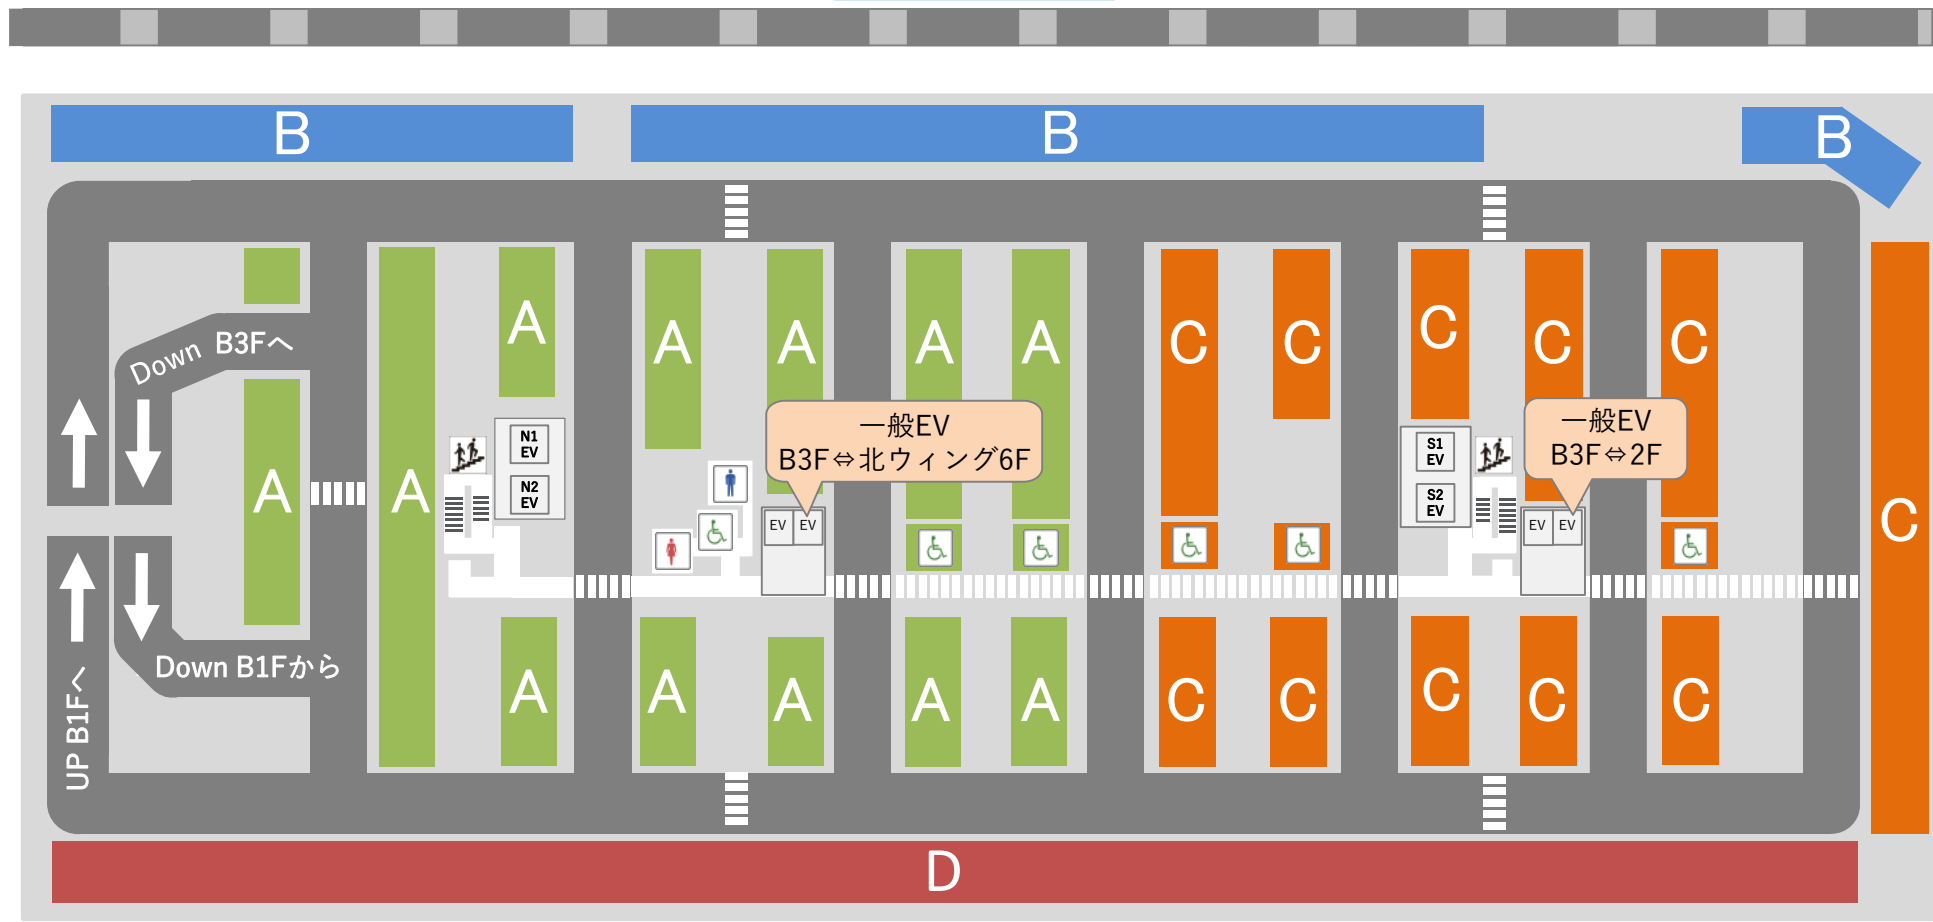 B
B
B
Down B3Fへ
A
A
A
A
A
C
C
C
C
C
一般EV
B3F⇔北ウィング6F
一般EV
B3F⇔2F
N1
EV
N2
EV
S1
EV
S2
EV
A
A
EV
EV
EV
EV
C
Down B1Fから
UP B1Fへ
A
A
A
A
A
C
C
C
C
C
D